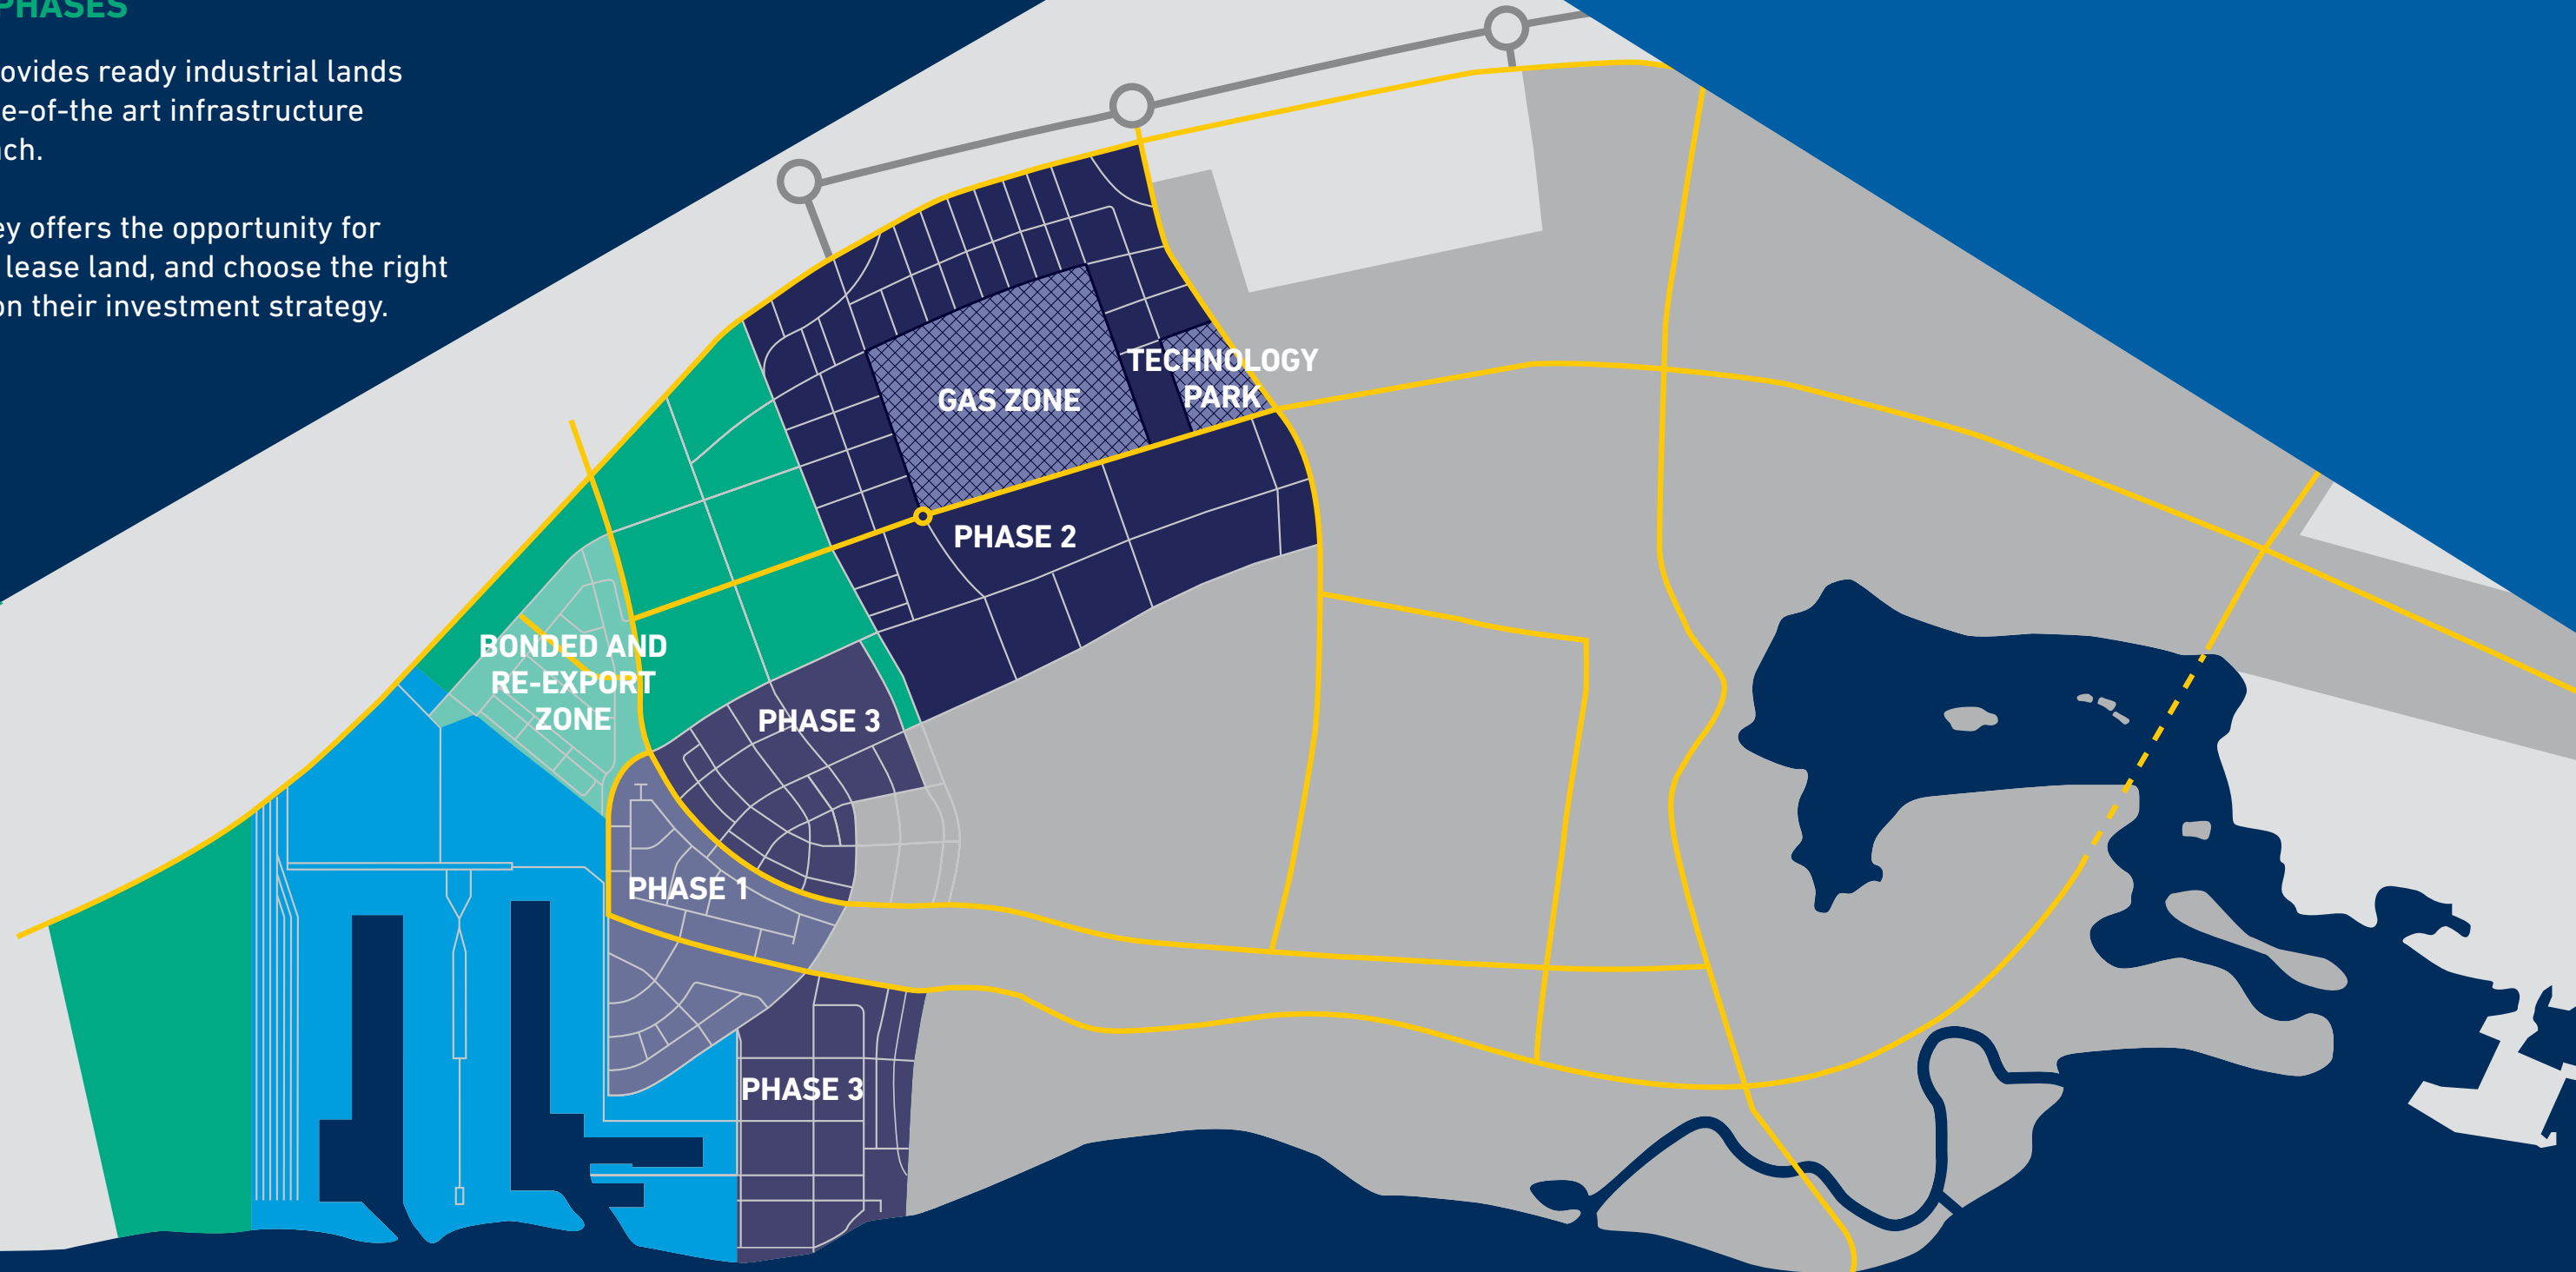 PHASES
ovides ready industrial lands
e-of-the art infrastructure
ch.
ey offers the opportunity for
lease land, and choose the right
on their investment strategy.
TECHNOLOGY
PARK
GAS ZONE
PHASE 2
BONDED AND
RE-EXPORT
ZONE
PHASE 3
PHASE 1
PHASE 3